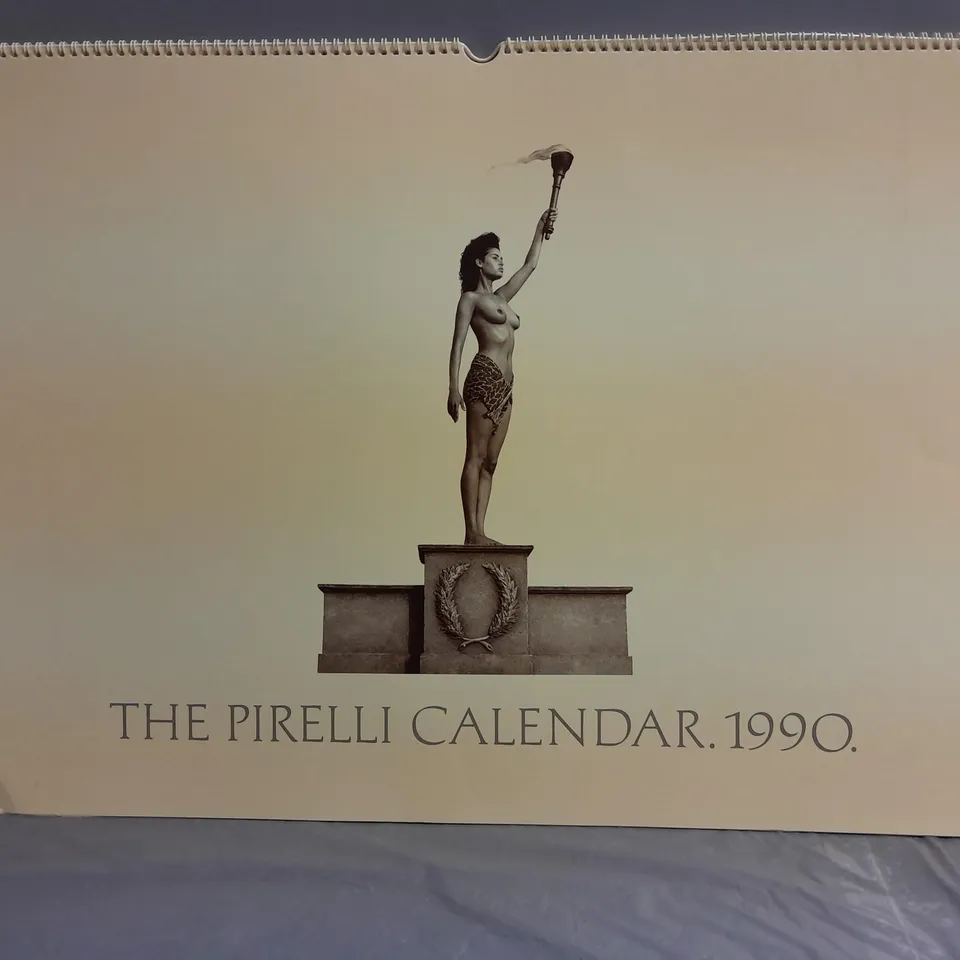 THE PIRELLI CALENDAR. 1990.